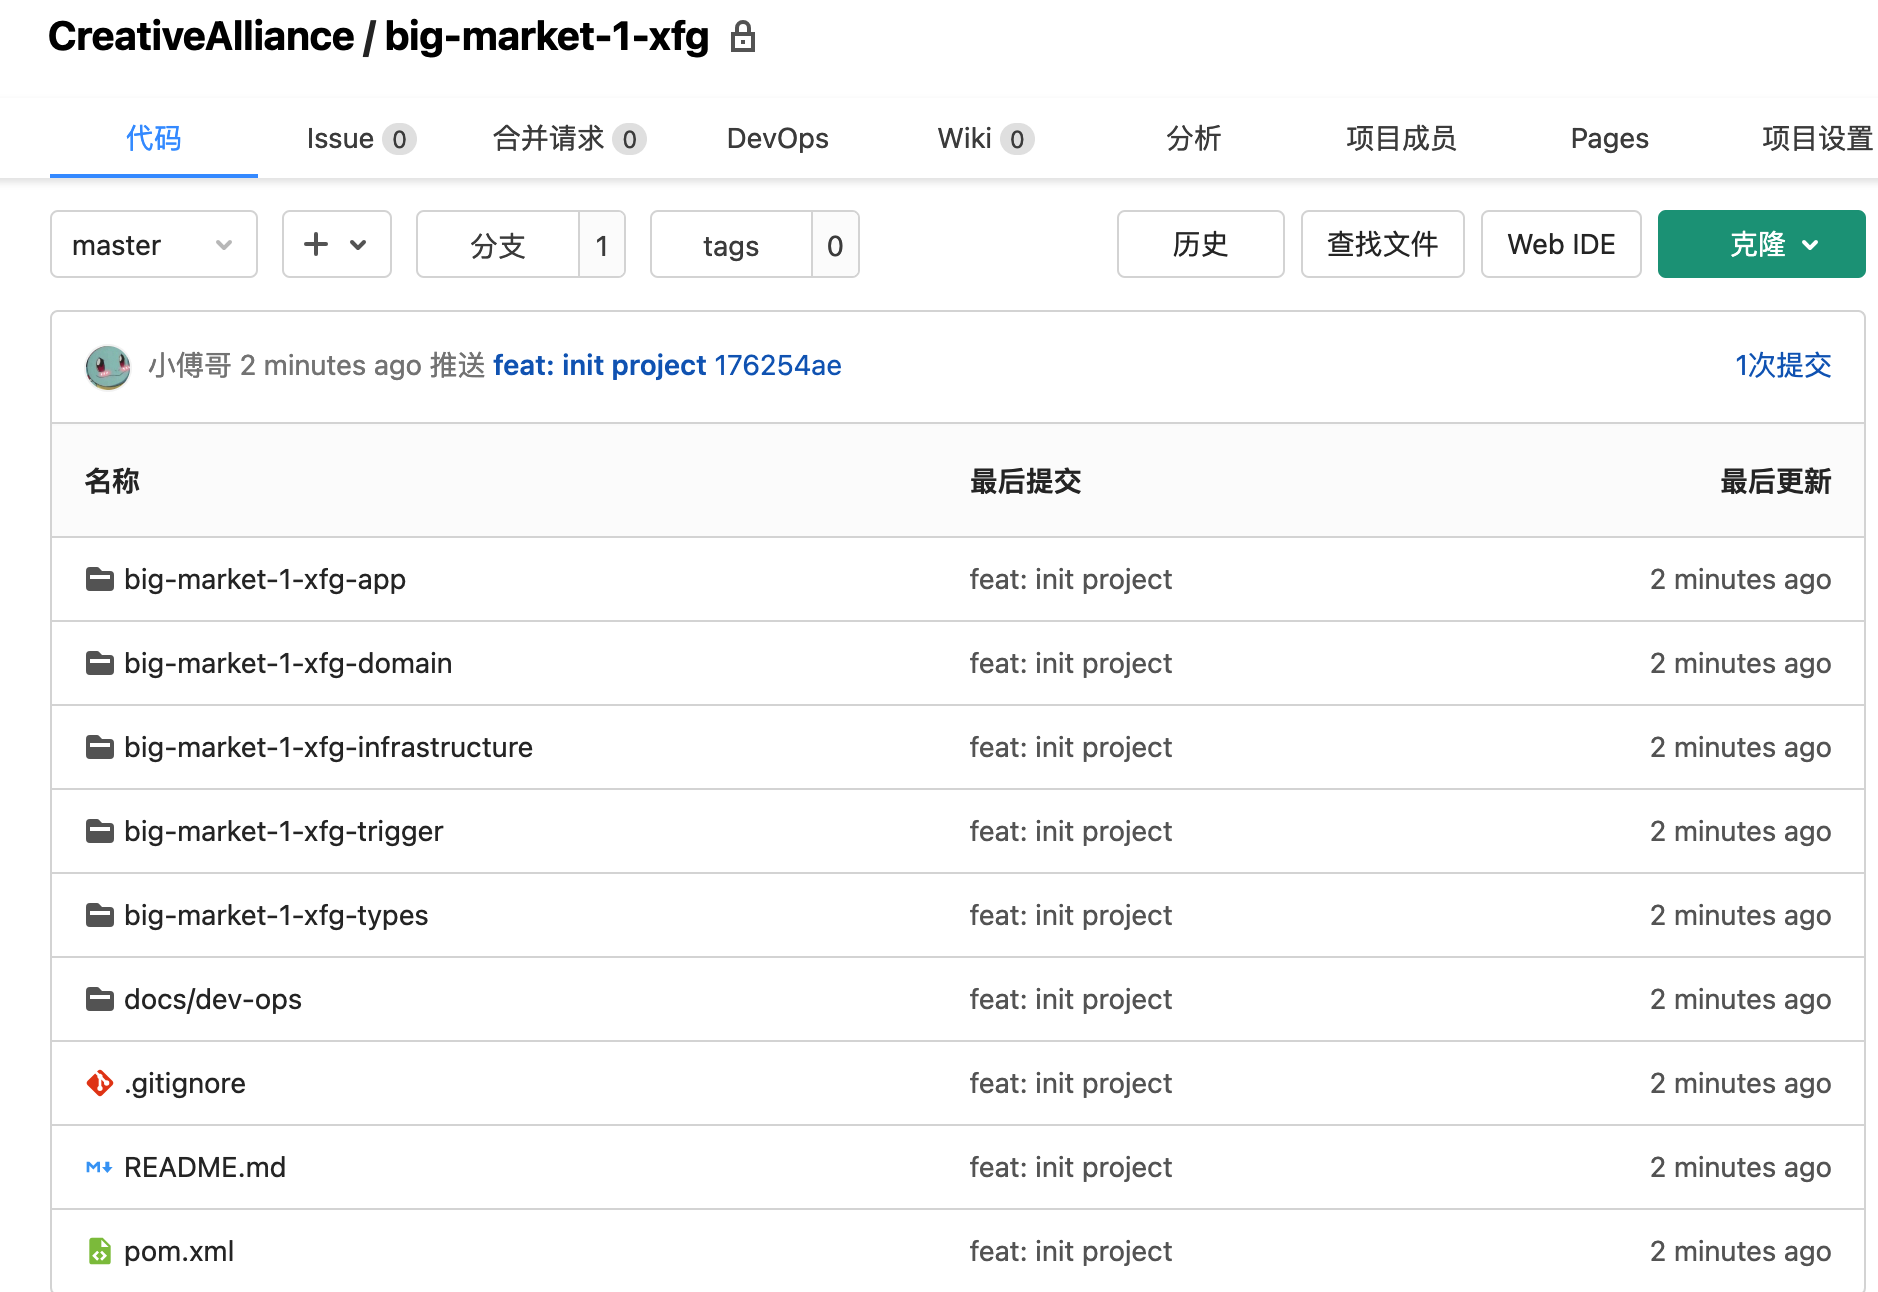 CreativeAlliance / big-market-1-xfg
代码 Issue 0 合并请求 0 DevOps Wiki 0 分析 项目成员 Pages 项目设置
master 分支 1 tags 0 历史 查找文件 Web IDE 克隆
小傅哥 2 minutes ago 推送 feat: init project 176254ae 1次提交
名称 最后提交 最后更新
big-market-1-xfg-app feat: init project 2 minutes ago
big-market-1-xfg-domain feat: init project 2 minutes ago
big-market-1-xfg-infrastructure feat: init project 2 minutes ago
big-market-1-xfg-trigger feat: init project 2 minutes ago
big-market-1-xfg-types feat: init project 2 minutes ago
docs/dev-ops feat: init project 2 minutes ago
.gitignore feat: init project 2 minutes ago
README.md feat: init project 2 minutes ago
pom.xml feat: init project 2 minutes ago